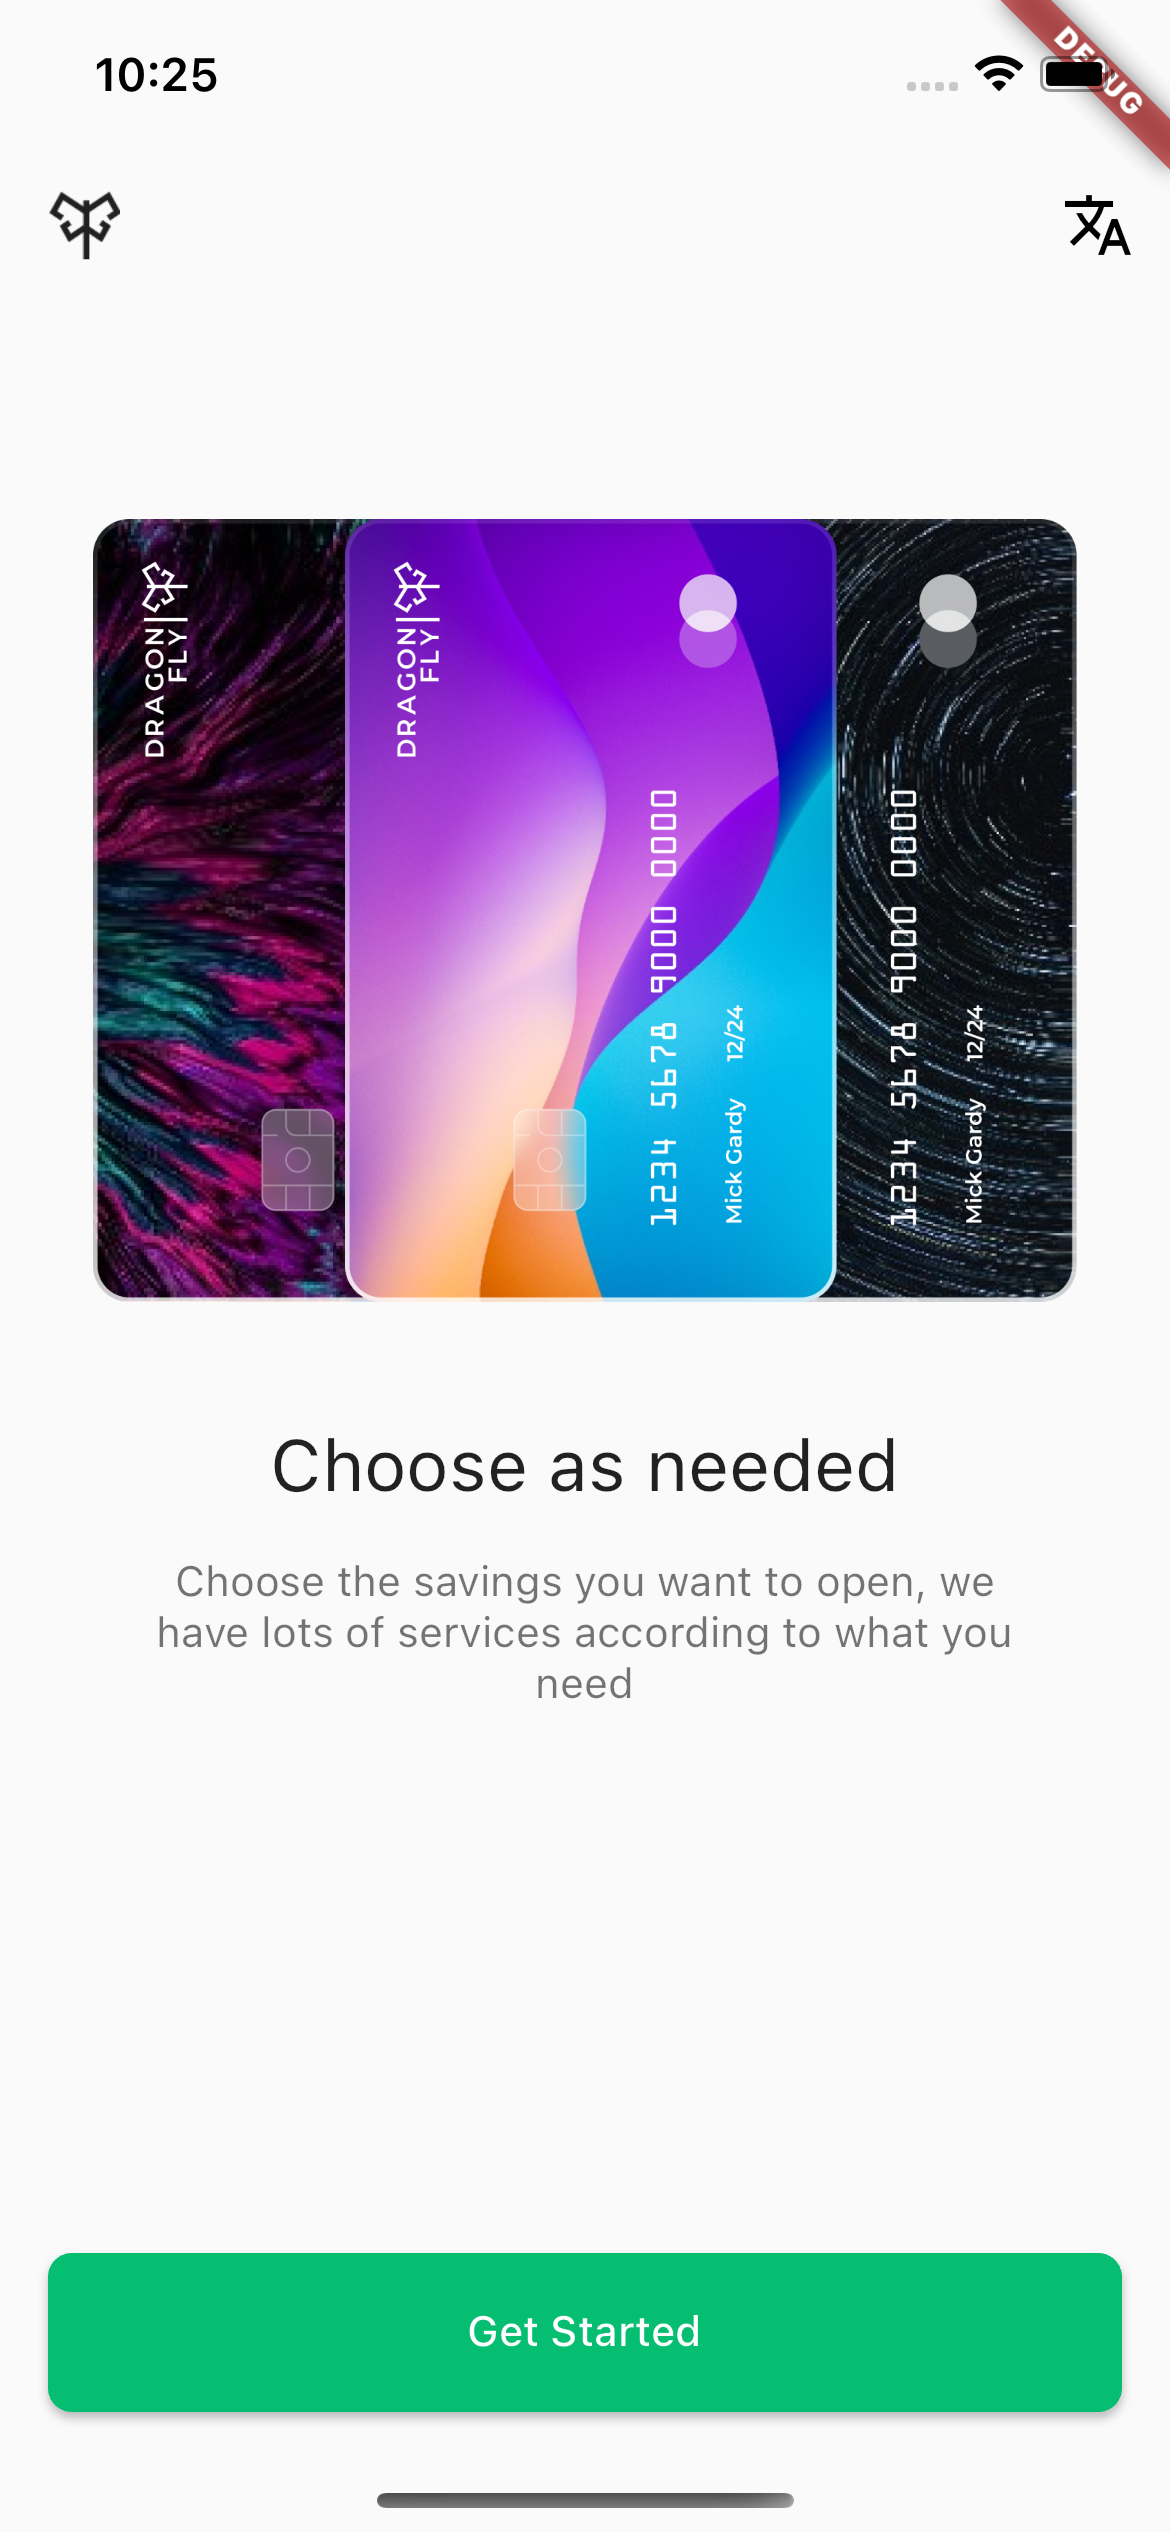 10:25
DEBUG
DRAGON
FLY
DRAGON
FLY
1234 5678 9000 0000
Mick Gardy 12/24
1234 5678 9000 0000
Mick Gardy 12/24
Choose as needed
Choose the savings you want to open, we
have lots of services according to what you
need
Get Started